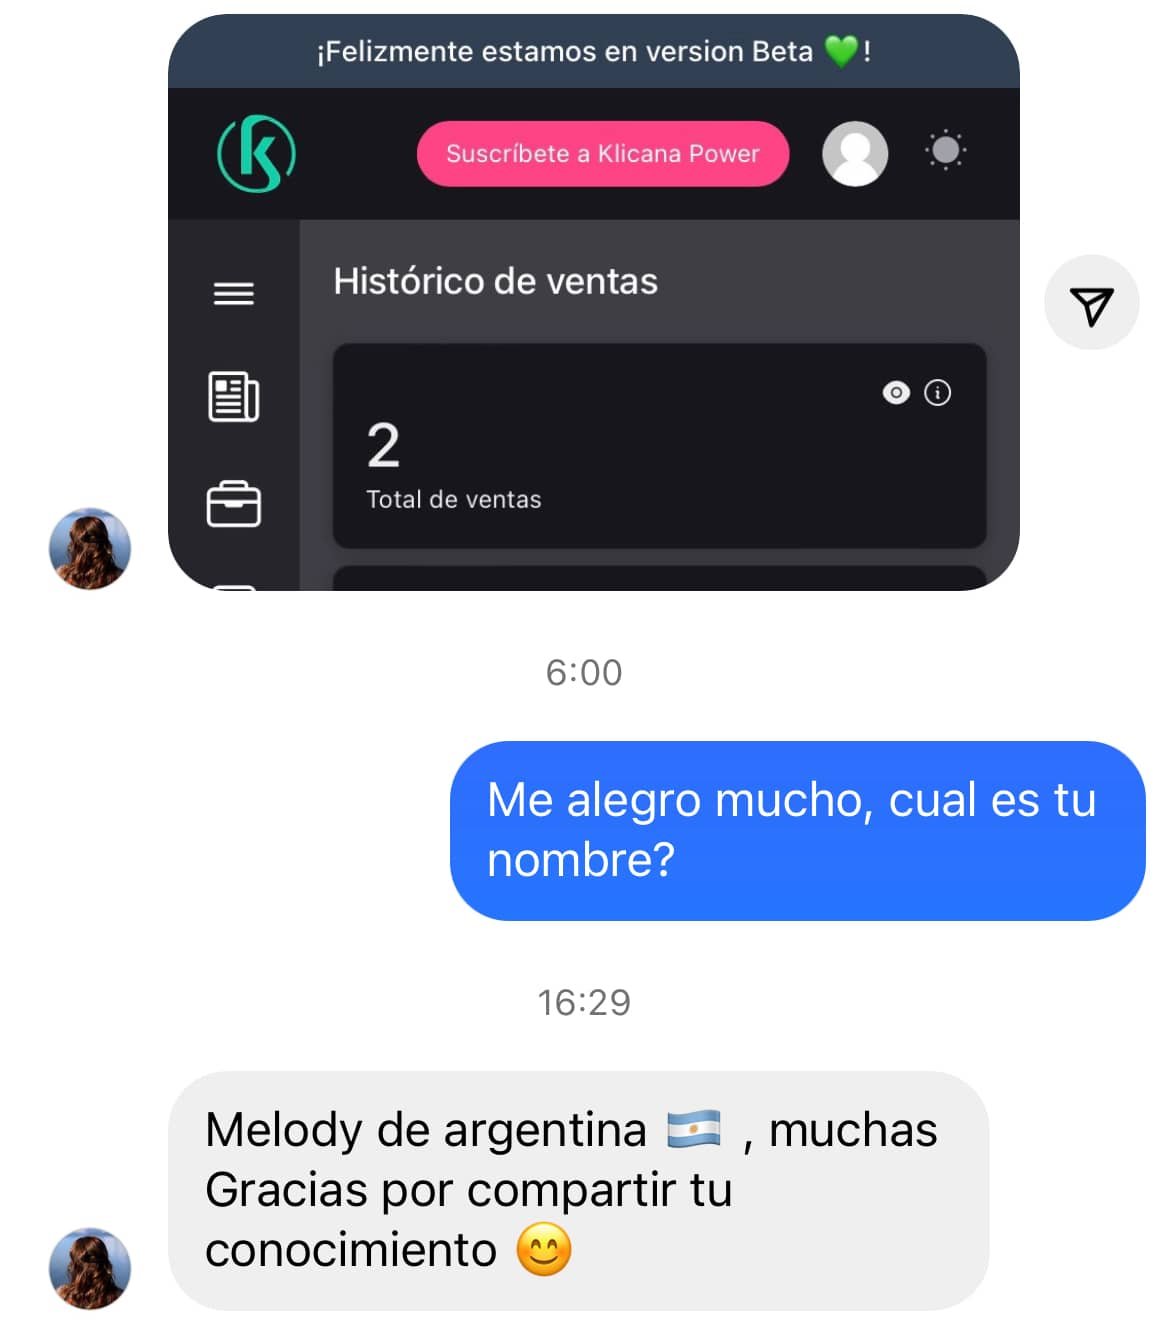 ¡Felizmente estamos en version Beta 💚!
Suscríbete a Klicana Power
Histórico de ventas
2
Total de ventas
6:00
Me alegro mucho, cual es tu
nombre?
16:29
Melody de argentina 🇦🇷 , muchas
Gracias por compartir tu
conocimiento 😊